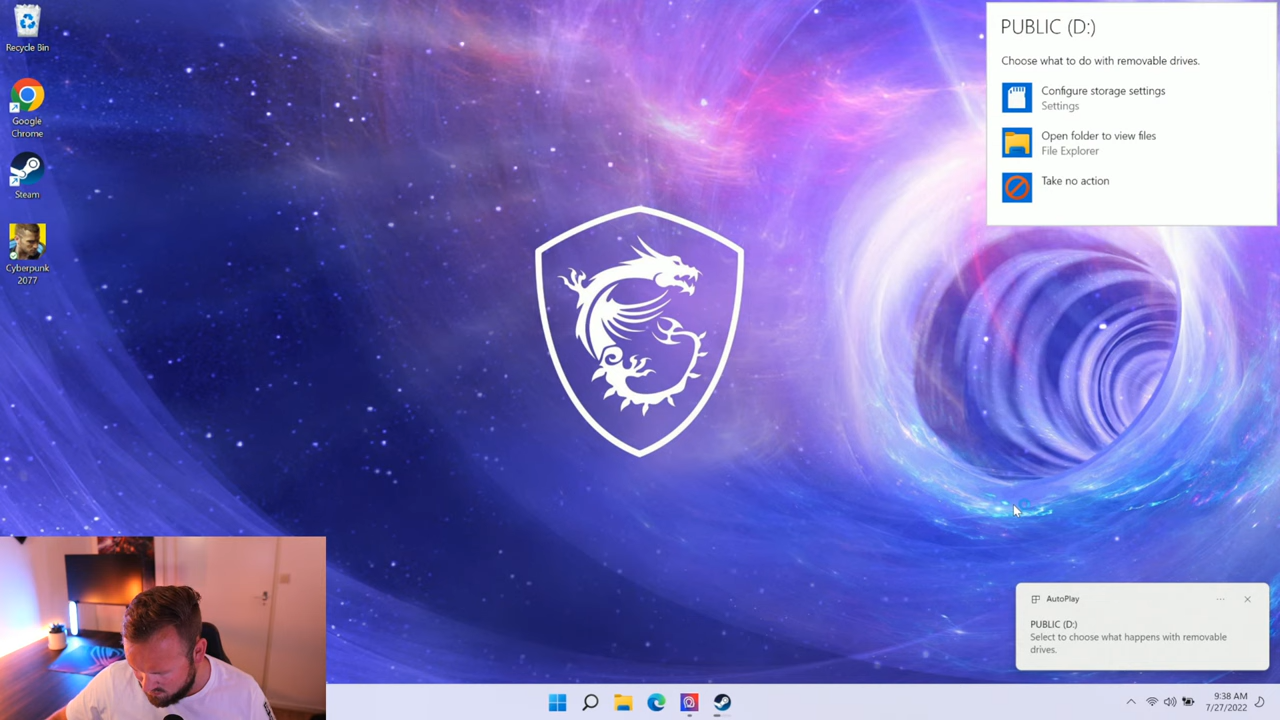 Recycle Bin
Google
Chrome
Steam
Cyberpunk
2077
PUBLIC (D:)
Choose what to do with removable drives.
Configure storage settings
Settings
Open folder to view files
File Explorer
Take no action
AutoPlay
PUBLIC (D:)
Select to choose what happens with removable
drives.
9:38 AM
7/27/2022